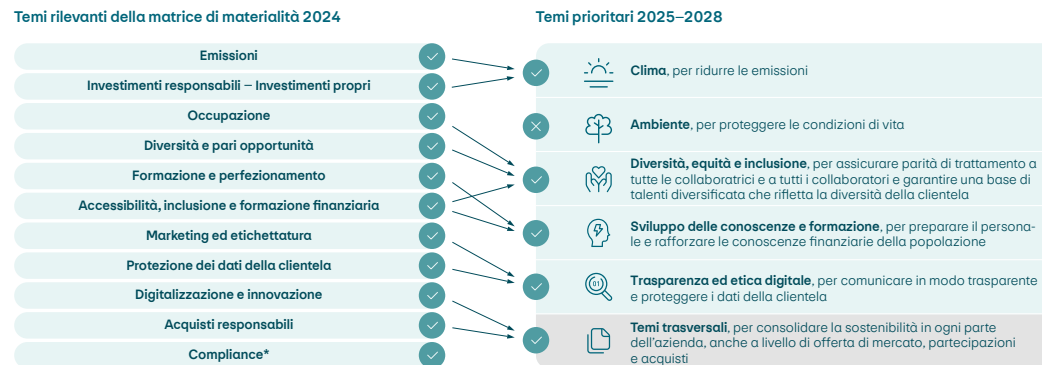 Temi rilevanti della matrice di materialità 2024
Emissioni
Investimenti responsabili – Investimenti propri
Occupazione
Diversità e pari opportunità
Formazione e perfezionamento
Accessibilità, inclusione e formazione finanziaria
Marketing ed etichettatura
Protezione dei dati della clientela
Digitalizzazione e innovazione
Acquisti responsabili
Compliance*
Temi prioritari 2025–2028
Clima, per ridurre le emissioni
Ambiente, per proteggere le condizioni di vita
Diversità, equità e inclusione, per assicurare parità di trattamento a
tutte le collaboratrici e a tutti i collaboratori e garantire una base di
talenti diversificata che rifletta la diversità della clientela
Sviluppo delle conoscenze e formazione, per preparare il persona-
le e rafforzare le conoscenze finanziarie della popolazione
01
Trasparenza ed etica digitale, per comunicare in modo trasparente
e proteggere i dati della clientela
Temi trasversali, per consolidare la sostenibilità in ogni parte
dell'azienda, anche a livello di offerta di mercato, partecipazioni
e acquisti